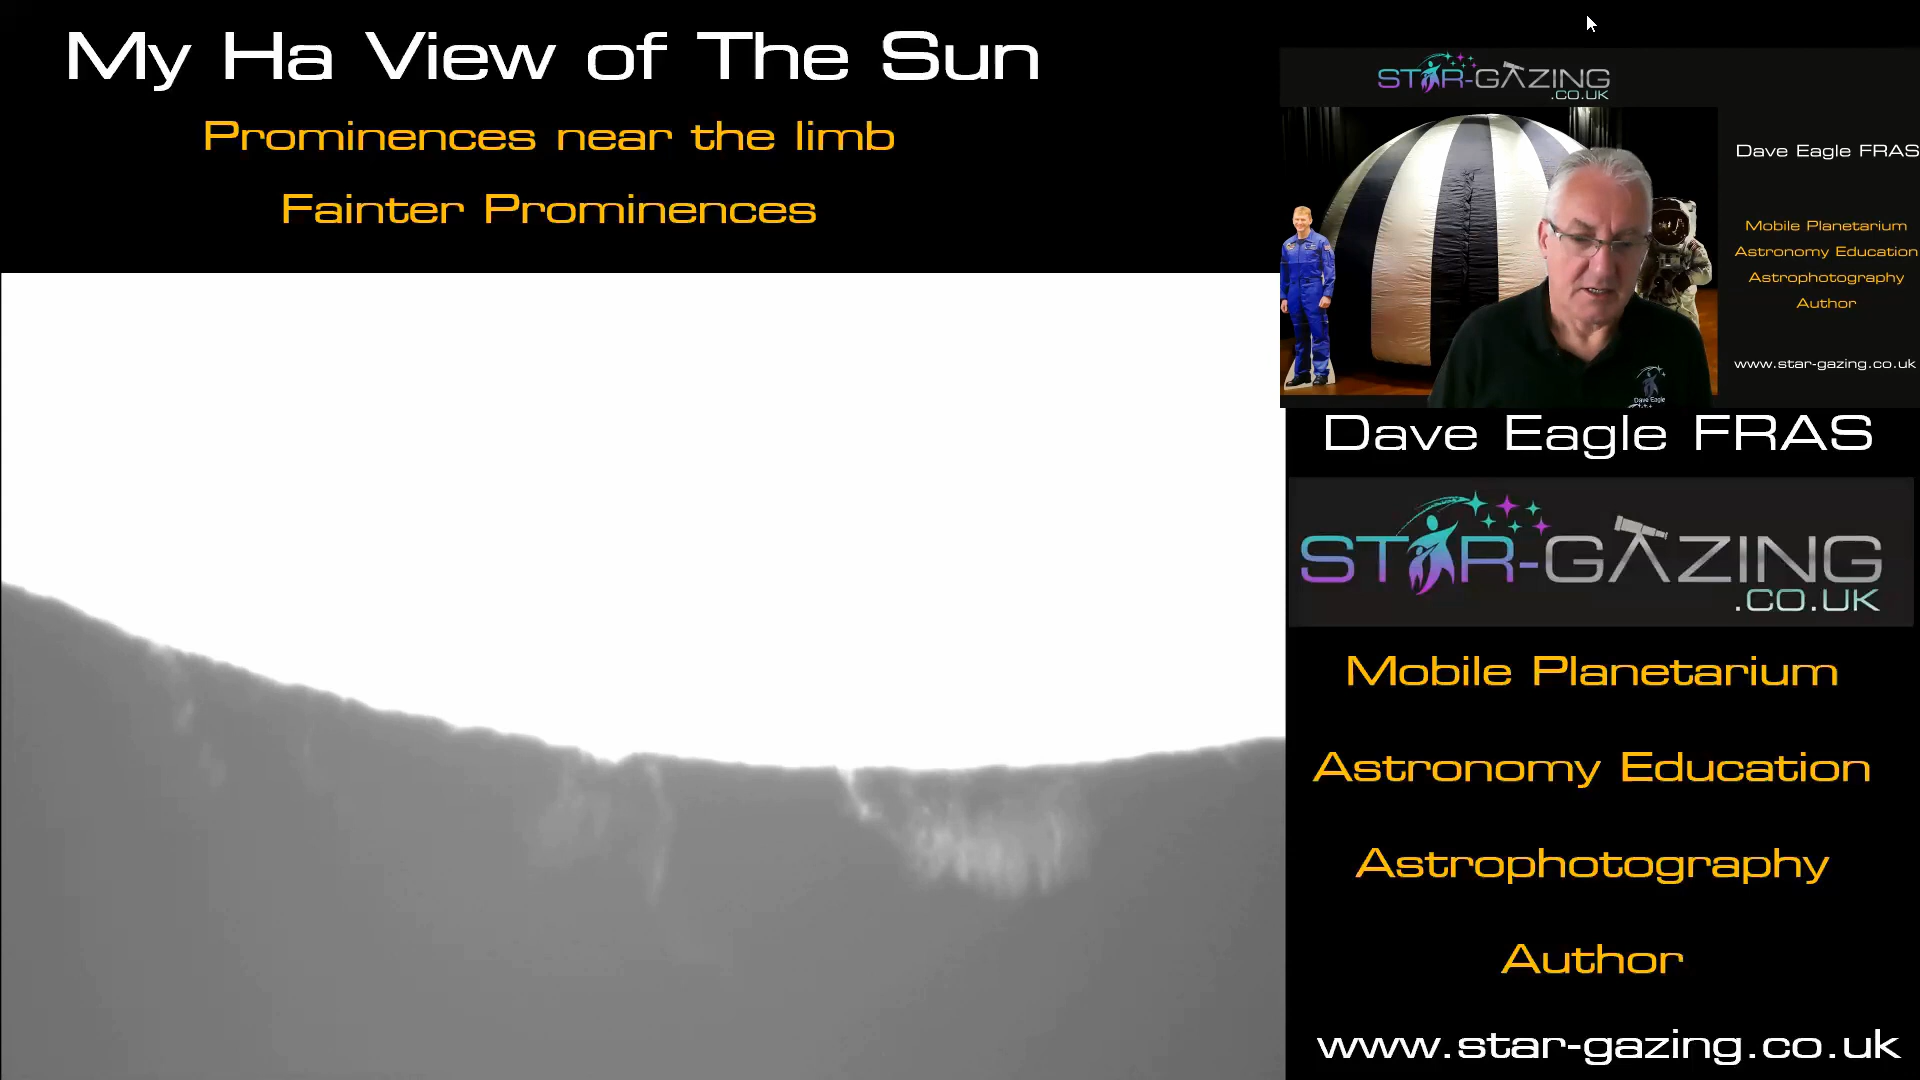 My Ha View of The Sun
Prominences near the limb
Fainter Prominences
STAR-GAZING
.CO.UK
Dave Eagle FRAS
Mobile Planetarium
Astronomy Education
Astrophotography
Author
www.star-gazing.co.uk
Dave Eagle
Dave Eagle FRAS
STAR-GAZING
.CO.UK
Mobile Planetarium
Astronomy Education
Astrophotography
Author
www.star-gazing.co.uk